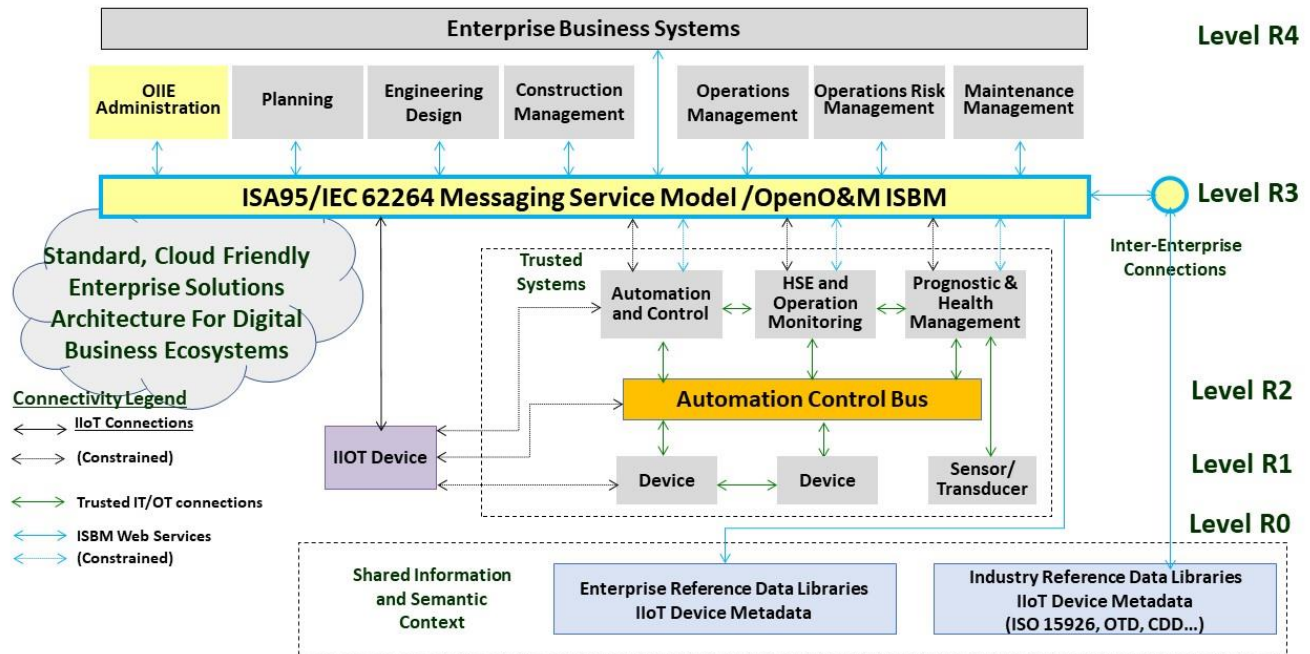 Enterprise Business Systems
Level R4
OIIE
Administration
Planning
Engineering
Design
Construction
Management
Operations
Management
Operations Risk
Management
Maintenance
Management
ISA95/IEC 62264 Messaging Service Model /OpenO&M ISBM
Level R3
Standard, Cloud Friendly
Enterprise Solutions
Architecture For Digital
Business Ecosystems
Trusted
Systems
Inter-Enterprise
Connections
Automation
and Control
HSE and
Operation
Monitoring
Prognostic &
Health
Management
Level R2
Automation Control Bus
Connectivity Legend
IIoT Connections
(Constrained)
Trusted IT/OT connections
ISBM Web Services
(Constrained)
IIOT Device
Device
Device
Sensor/
Transducer
Level R1
Level R0
Shared Information
and Semantic
Context
Enterprise Reference Data Libraries
IIoT Device Metadata
Industry Reference Data Libraries
IIoT Device Metadata
(ISO 15926, OTD, CDD...)